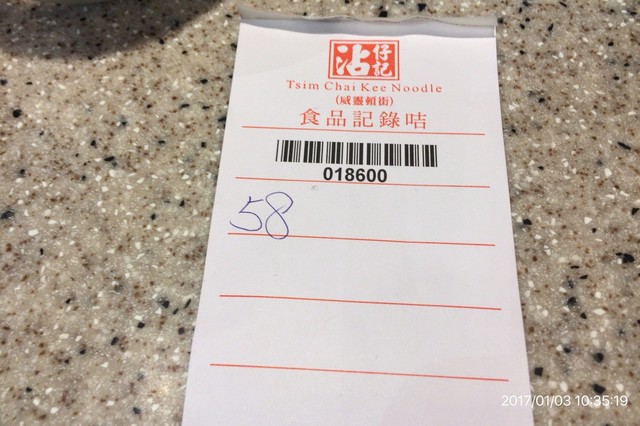 沾仔記
Tsim Chai Kee Noodle
(威靈頓街)
食品記錄咭
018600
58
2017/01/03 10:35:19